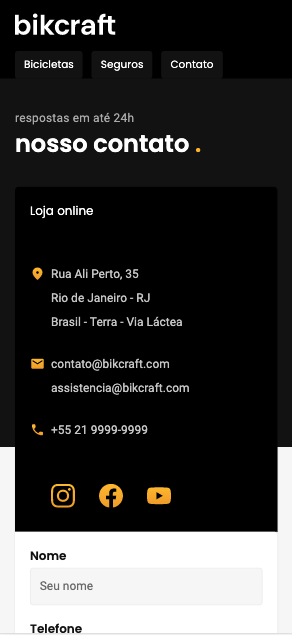 bikcraft
Bicicletas
Seguros
Contato
respostas em até 24h
nosso contato .
Loja online
Rua Ali Perto, 35
Rio de Janeiro - RJ
Brasil - Terra - Via Láctea
contato@bikcraft.com
assistencia@bikcraft.com
+55 21 9999-9999
Nome
Seu nome
Telefone